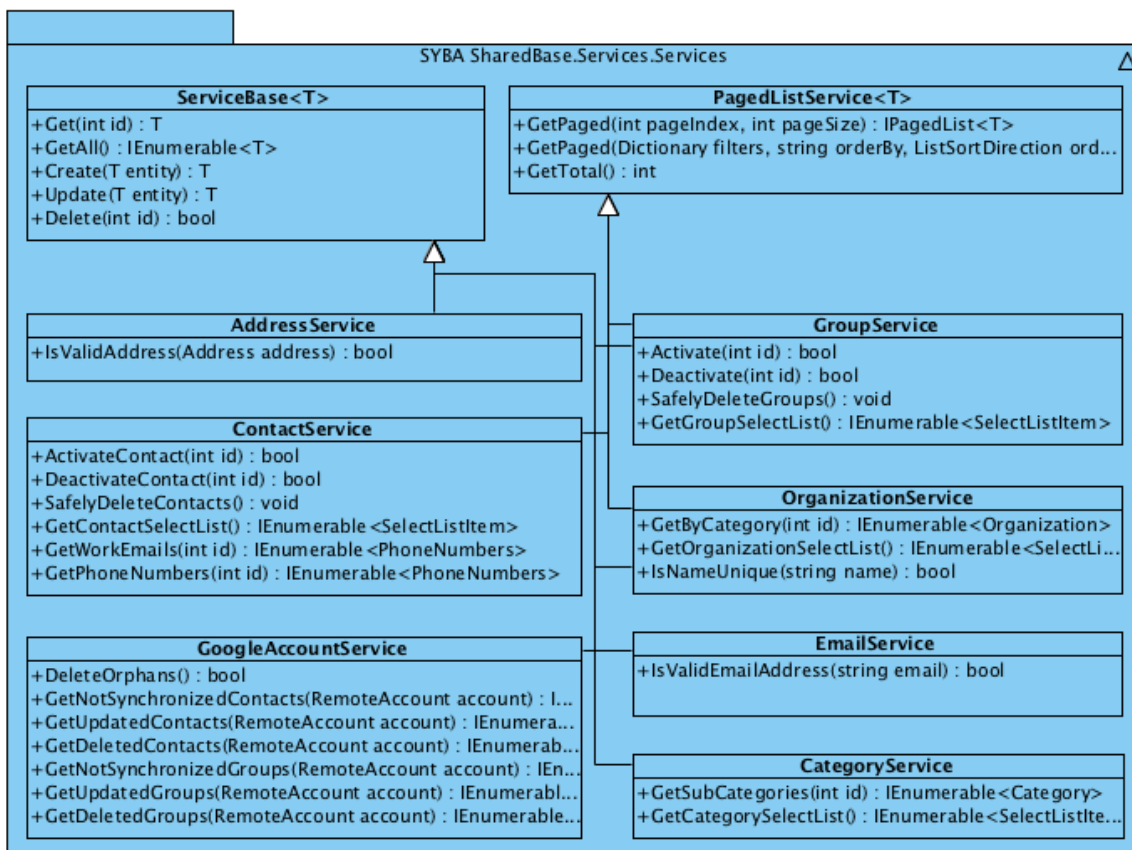 SYBA SharedBase.Services.Services
ServiceBase<T>
+Get(int id) : T
+GetAll() : IEnumerable<T>
+Create(T entity) : T
+Update(T entity) : T
+Delete(int id) : bool
PagedListService<T>
+GetPaged(int pageIndex, int pageSize) : IPagedList<T>
+GetPaged(Dictionary filters, string orderBy, ListSortDirection ord...
+GetTotal() : int
AddressService
+IsValidAddress(Address address) : bool
GroupService
+Activate(int id) : bool
+Deactivate(int id) : bool
+SafelyDeleteGroups() : void
+GetGroupSelectList() : IEnumerable<SelectListItem>
ContactService
+ActivateContact(int id) : bool
+DeactivateContact(int id) : bool
+SafelyDeleteContacts() : void
+GetContactSelectList() : IEnumerable<SelectListItem>
+GetWorkEmails(int id) : IEnumerable<PhoneNumbers>
+GetPhoneNumbers(int id) : IEnumerable<PhoneNumbers>
OrganizationService
+GetByCategory(int id) : IEnumerable<Organization>
+GetOrganizationSelectList() : IEnumerable<SelectLi...
+IsNameUnique(string name) : bool
GoogleAccountService
+DeleteOrphans() : bool
+GetNotSynchronizedContacts(RemoteAccount account) : I...
+GetUpdatedContacts(RemoteAccount account) : IEnumera...
+GetDeletedContacts(RemoteAccount account) : IEnumerab...
+GetNotSynchronizedGroups(RemoteAccount account) : IEn...
+GetUpdatedGroups(RemoteAccount account) : IEnumerabl...
+GetDeletedGroups(RemoteAccount account) : IEnumerable...
EmailService
+IsValidEmailAddress(string email) : bool
CategoryService
+GetSubCategories(int id) : IEnumerable<Category>
+GetCategorySelectList() : IEnumerable<SelectListIte...